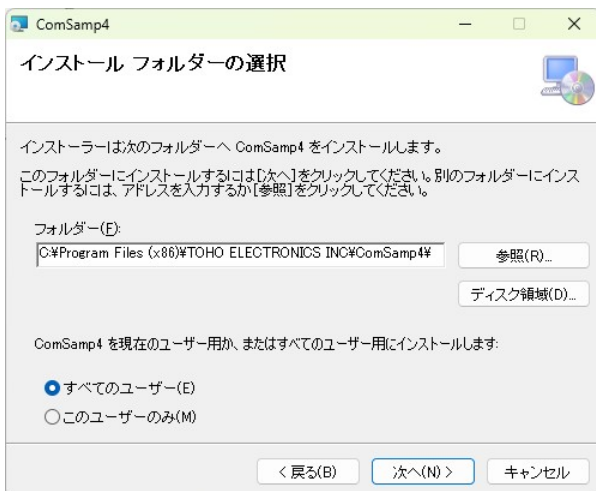 ComSamp4
インストール フォルダーの選択
インストーラーは次のフォルダーへ ComSamp4 をインストールします。
このフォルダーにインストールするには[次へ]をクリックしてください。別のフォルダーにインス
トールするには、アドレスを入力するか[参照]をクリックしてください。
フォルダー(F):
C:¥Program Files (x86)¥TOHO ELECTRONICS INC¥ComSamp4¥
参照(R)...
ディスク領域(D)...
ComSamp4 を現在のユーザー用か、またはすべてのユーザー用にインストールします:
すべてのユーザー(E)
このユーザーのみ(M)
< 戻る(B)
次へ(N) >
キャンセル